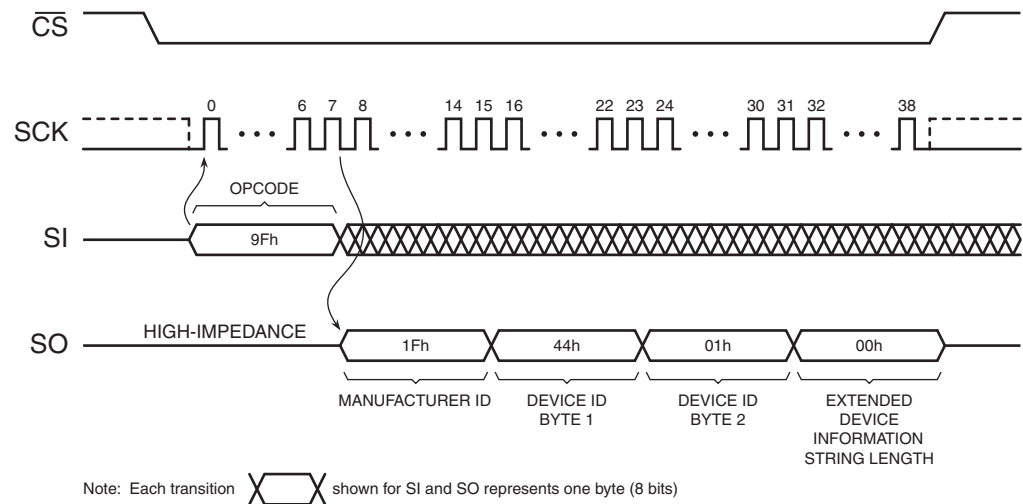 CS
SCK
0 6 7 8 14 15 16 22 23 24 30 31 32 38
OPCODE
SI
9Fh
HIGH-IMPEDANCE
SO
1Fh 44h 01h 00h
MANUFACTURER ID
DEVICE ID
BYTE 1
DEVICE ID
BYTE 2
EXTENDED
DEVICE
INFORMATION
STRING LENGTH
Note: Each transition shown for SI and SO represents one byte (8 bits)